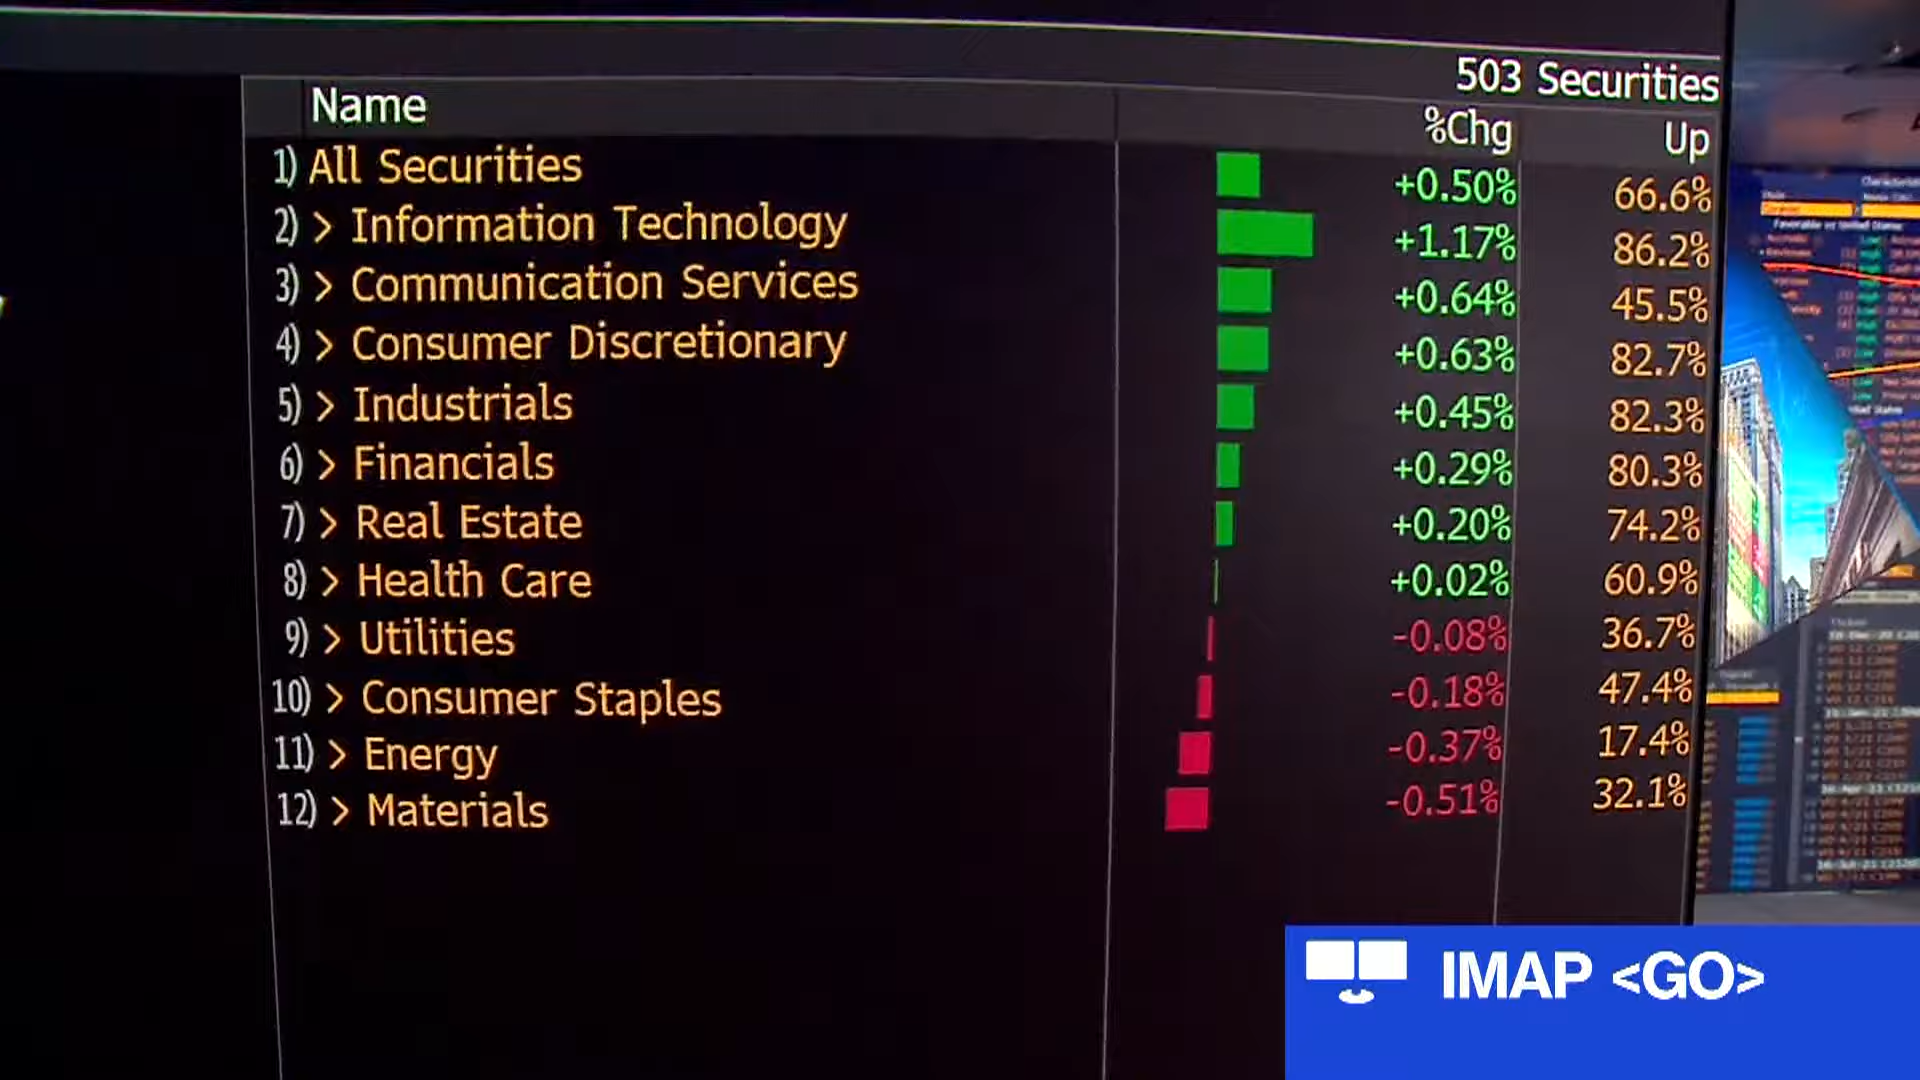 503 Securities
Name %Chg Up
1) All Securities +0.50% 66.6%
2) > Information Technology +1.17% 86.2%
3) > Communication Services +0.64% 45.5%
4) > Consumer Discretionary +0.63% 82.7%
5) > Industrials +0.45% 82.3%
6) > Financials +0.29% 80.3%
7) > Real Estate +0.20% 74.2%
8) > Health Care +0.02% 60.9%
9) > Utilities -0.08% 36.7%
10) > Consumer Staples -0.18% 47.4%
11) > Energy -0.37% 17.4%
12) > Materials -0.51% 32.1%
IMAP <GO>